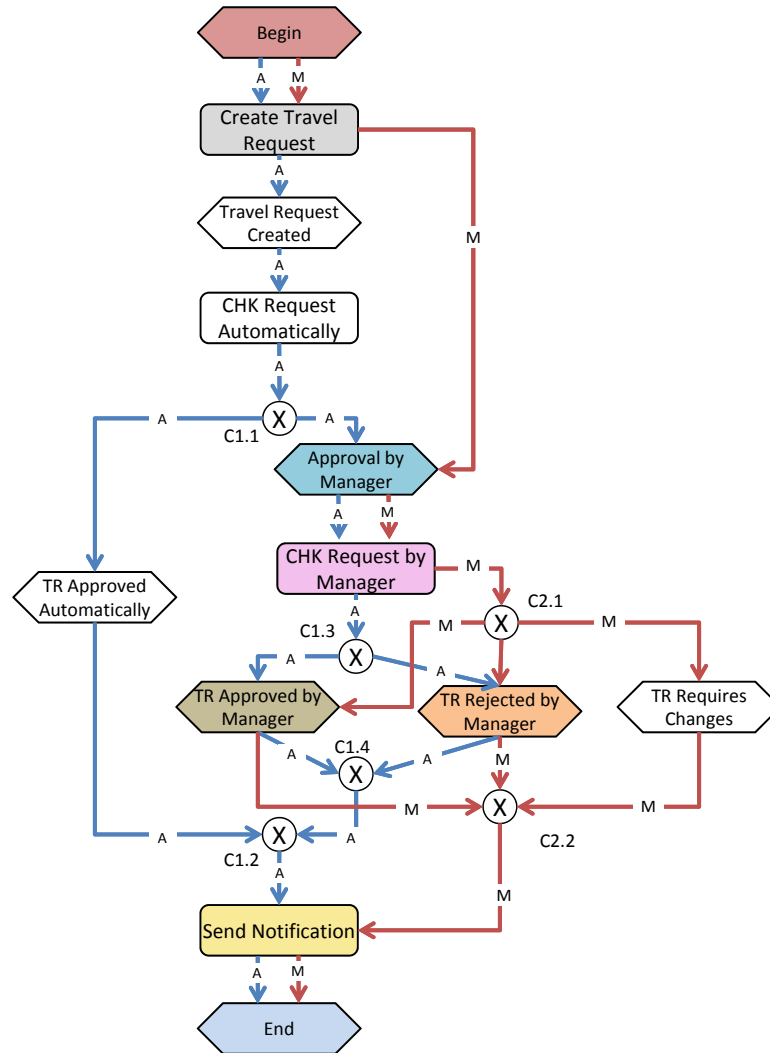 Begin
A
M
Create Travel
Request
A
M
Travel Request
Created
A
CHK Request
Automatically
A
A
X
A
C1.1
Approval by
Manager
A
M
CHK Request by
Manager
M
TR Approved
Automatically
A
C2.1
C1.3
M
X
M
A
X
A
TR Approved by
Manager
TR Rejected by
Manager
TR Requires
Changes
A
C1.4
A
M
X
M
X
M
A
X
A
C1.2
C2.2
A
M
Send Notification
A
M
End